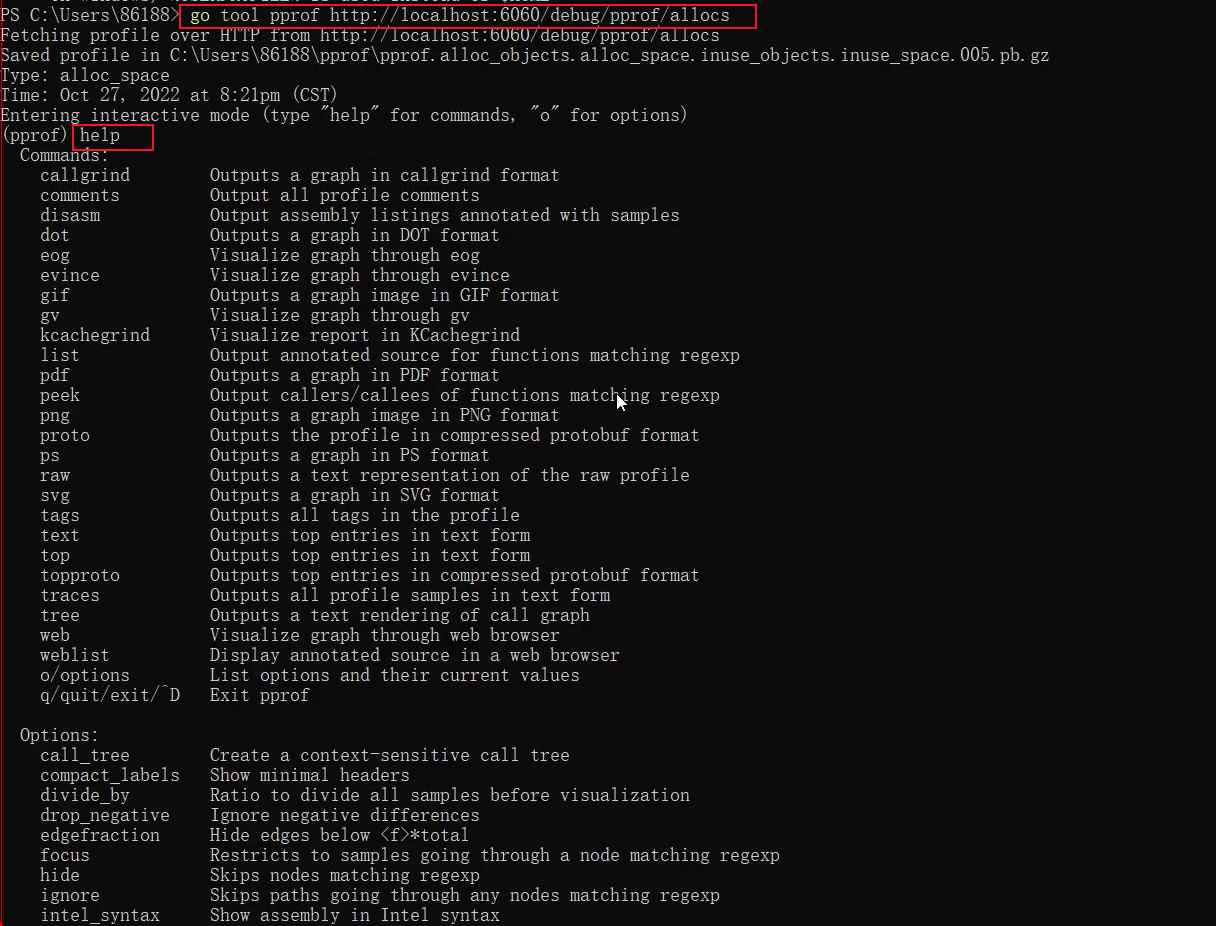 PS C:\Users\86188> go tool pprof http://localhost:6060/debug/pprof/allocs
Fetching profile over HTTP from http://localhost:6060/debug/pprof/allocs
Saved profile in C:\Users\86188\pprof\pprof.alloc_objects.alloc_space.inuse_objects.inuse_space.005.pb.gz
Type: alloc_space
Time: Oct 27, 2022 at 8:21pm (CST)
Entering interactive mode (type "help" for commands, "o" for options)
(pprof) help
Commands:
callgrind Outputs a graph in callgrind format
comments Output all profile comments
disasm Output assembly listings annotated with samples
dot Outputs a graph in DOT format
eog Visualize graph through eog
evince Visualize graph through evince
gif Outputs a graph image in GIF format
gv Visualize graph through gv
kcachegrind Visualize report in KCachegrind
list Output annotated source for functions matching regexp
pdf Outputs a graph in PDF format
peek Output callers/callees of functions matching regexp
png Outputs a graph image in PNG format
proto Outputs the profile in compressed protobuf format
ps Outputs a graph in PS format
raw Outputs a text representation of the raw profile
svg Outputs a graph in SVG format
tags Outputs all tags in the profile
text Outputs top entries in text form
top Outputs top entries in text form
topproto Outputs top entries in compressed protobuf format
traces Outputs all profile samples in text form
tree Outputs a text rendering of call graph
web Visualize graph through web browser
weblist Display annotated source in a web browser
o/options List options and their current values
q/quit/exit/^D Exit pprof
Options:
call_tree Create a context-sensitive call tree
compact_labels Show minimal headers
divide_by Ratio to divide all samples before visualization
drop_negative Ignore negative differences
edgefraction Hide edges below <f>*total
focus Restricts to samples going through a node matching regexp
hide Skips nodes matching regexp
ignore Skips paths going through any nodes matching regexp
intel_syntax Show assembly in Intel syntax